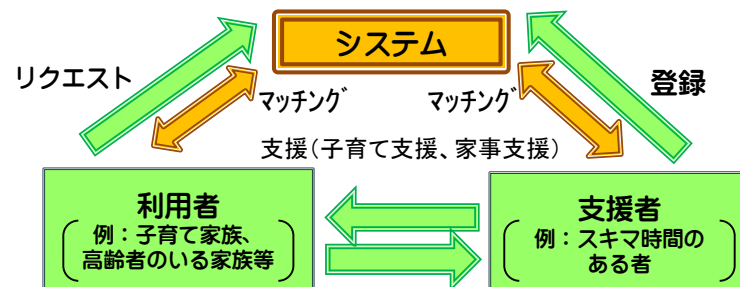 システム
リクエスト
マッチング
マッチング
登録
支援（子育て支援、家事支援）
利用者
例：子育て家族、
高齢者のいる家族等
支援者
例：スキマ時間の
ある者